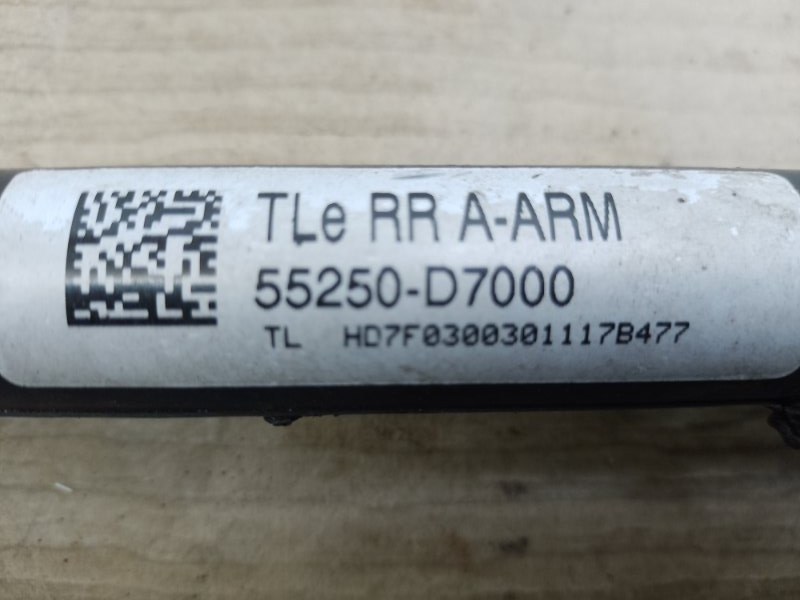 TLe RR A-ARM
55250-D7000
TL HD7F0300301117B477